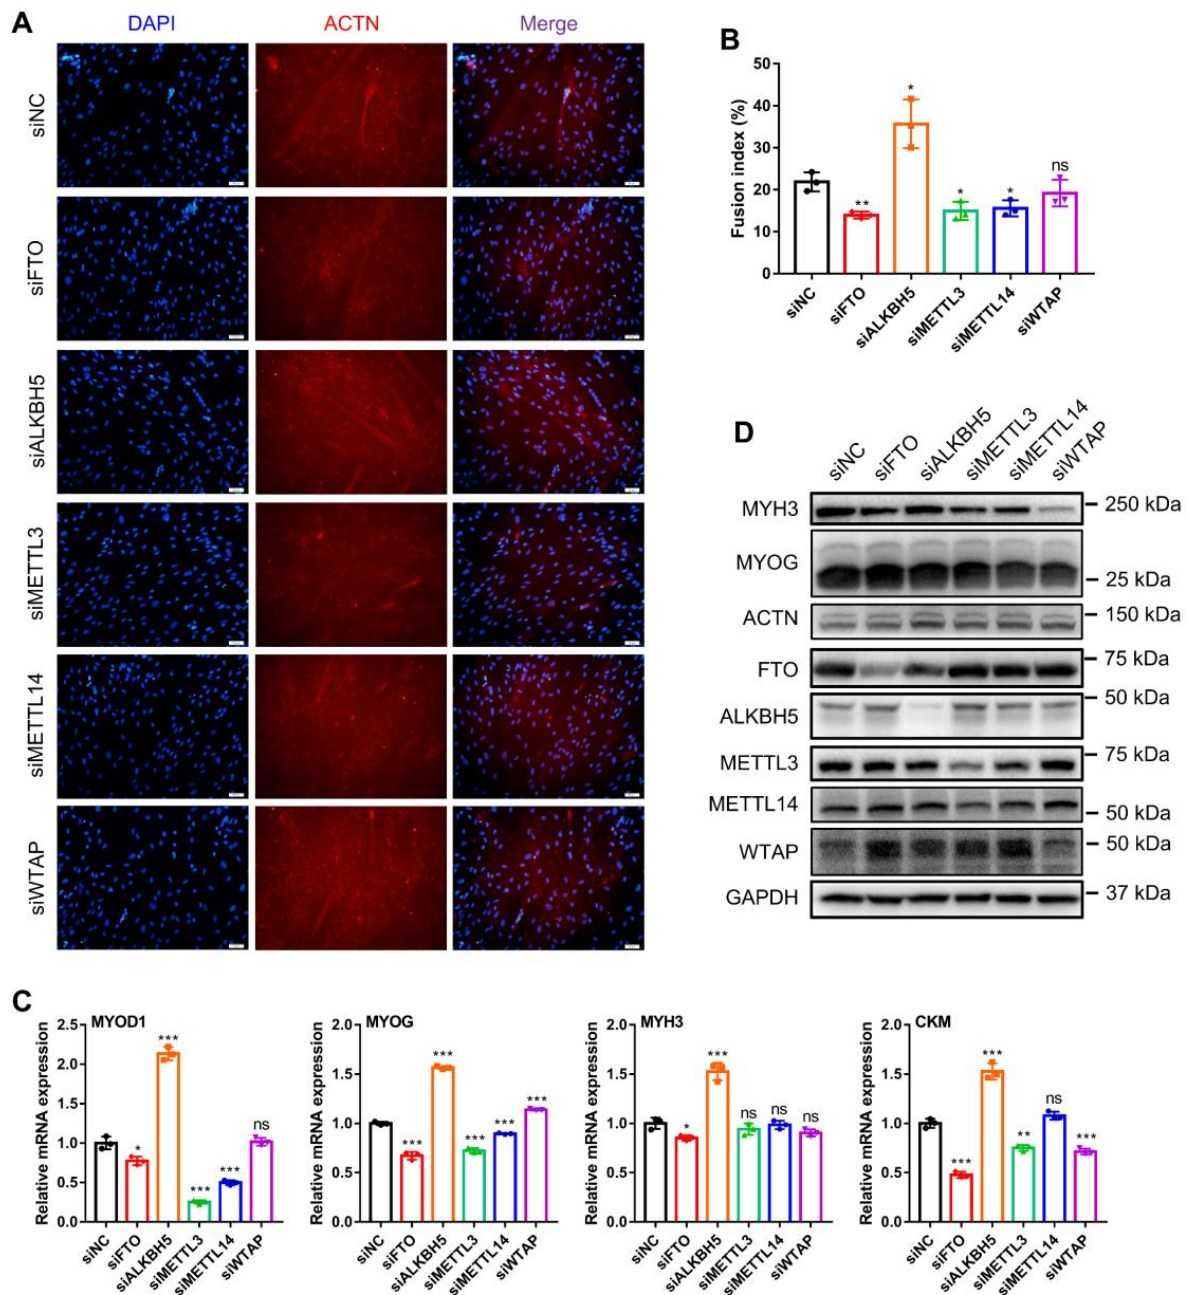 A
DAPI
ACTN
Merge
siNC
siFTO
siALKBH5
siMETTL3
siMETTL14
siWTAP
B
Fusion index (%)
50
40
30
20
10
0
*
**
*
*
ns
siNC
siFTO
siALKBH5
siMETTL3
siMETTL14
siWTAP
D
siNC
siFTO
siALKBH5
siMETTL3
siMETTL14
siWTAP
MYH3
250 kDa
MYOG
25 kDa
ACTN
150 kDa
FTO
75 kDa
ALKBH5
50 kDa
METTL3
75 kDa
METTL14
50 kDa
WTAP
50 kDa
GAPDH
37 kDa
C
MYOD1
Relative mRNA expression
2.5
2.0
1.5
1.0
0.5
0.0
*
***
***
***
ns
siNC
siFTO
siALKBH5
siMETTL3
siMETTL14
siWTAP
MYOG
Relative mRNA expression
2.0
1.5
1.0
0.5
0.0
***
***
***
***
***
siNC
siFTO
siALKBH5
siMETTL3
siMETTL14
siWTAP
MYH3
Relative mRNA expression
2.0
1.5
1.0
0.5
0.0
*
***
ns
ns
ns
siNC
siFTO
siALKBH5
siMETTL3
siMETTL14
siWTAP
CKM
Relative mRNA expression
2.0
1.5
1.0
0.5
0.0
***
***
**
ns
***
siNC
siFTO
siALKBH5
siMETTL3
siMETTL14
siWTAP